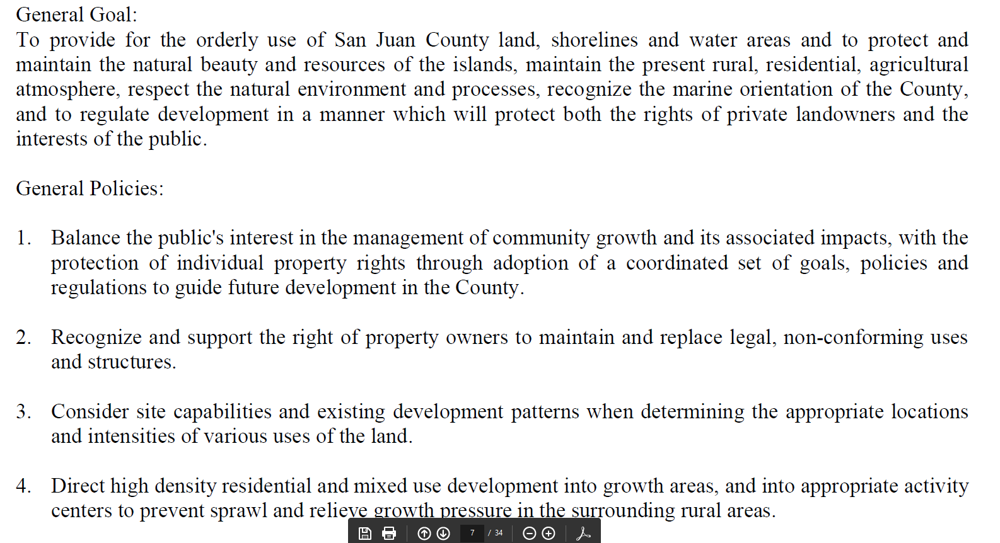 General Goal:
To provide for the orderly use of San Juan County land, shorelines and water areas and to protect and
maintain the natural beauty and resources of the islands, maintain the present rural, residential, agricultural
atmosphere, respect the natural environment and processes, recognize the marine orientation of the County,
and to regulate development in a manner which will protect both the rights of private landowners and the
interests of the public.
General Policies:
1. Balance the public's interest in the management of community growth and its associated impacts, with the
protection of individual property rights through adoption of a coordinated set of goals, policies and
regulations to guide future development in the County.
2. Recognize and support the right of property owners to maintain and replace legal, non-conforming uses
and structures.
3. Consider site capabilities and existing development patterns when determining the appropriate locations
and intensities of various uses of the land.
4. Direct high density residential and mixed use development into growth areas, and into appropriate activity
centers to prevent sprawl and relieve growth pressure in the surrounding rural areas.
7 / 34